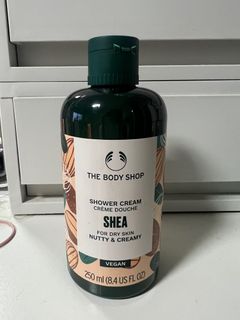 THE BODY SHOP
SHOWER CREAM
CRÈME DOUCHE
SHEA
FOR DRY SKIN
NUTTY & CREAMY
VEGAN
250 ml (8.4 US FL OZ)